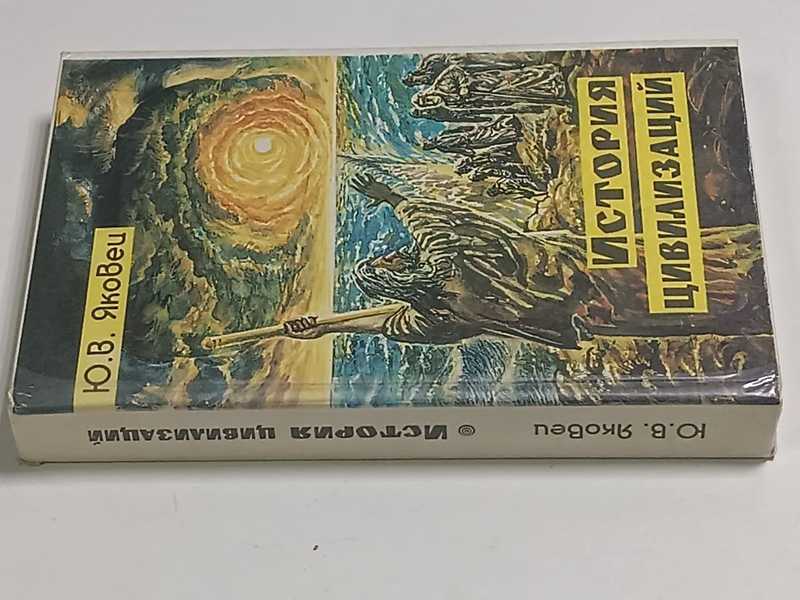 Ю.В. Яковец
История
цивилизаций
Ю.В. Яковец
История цивилизаций